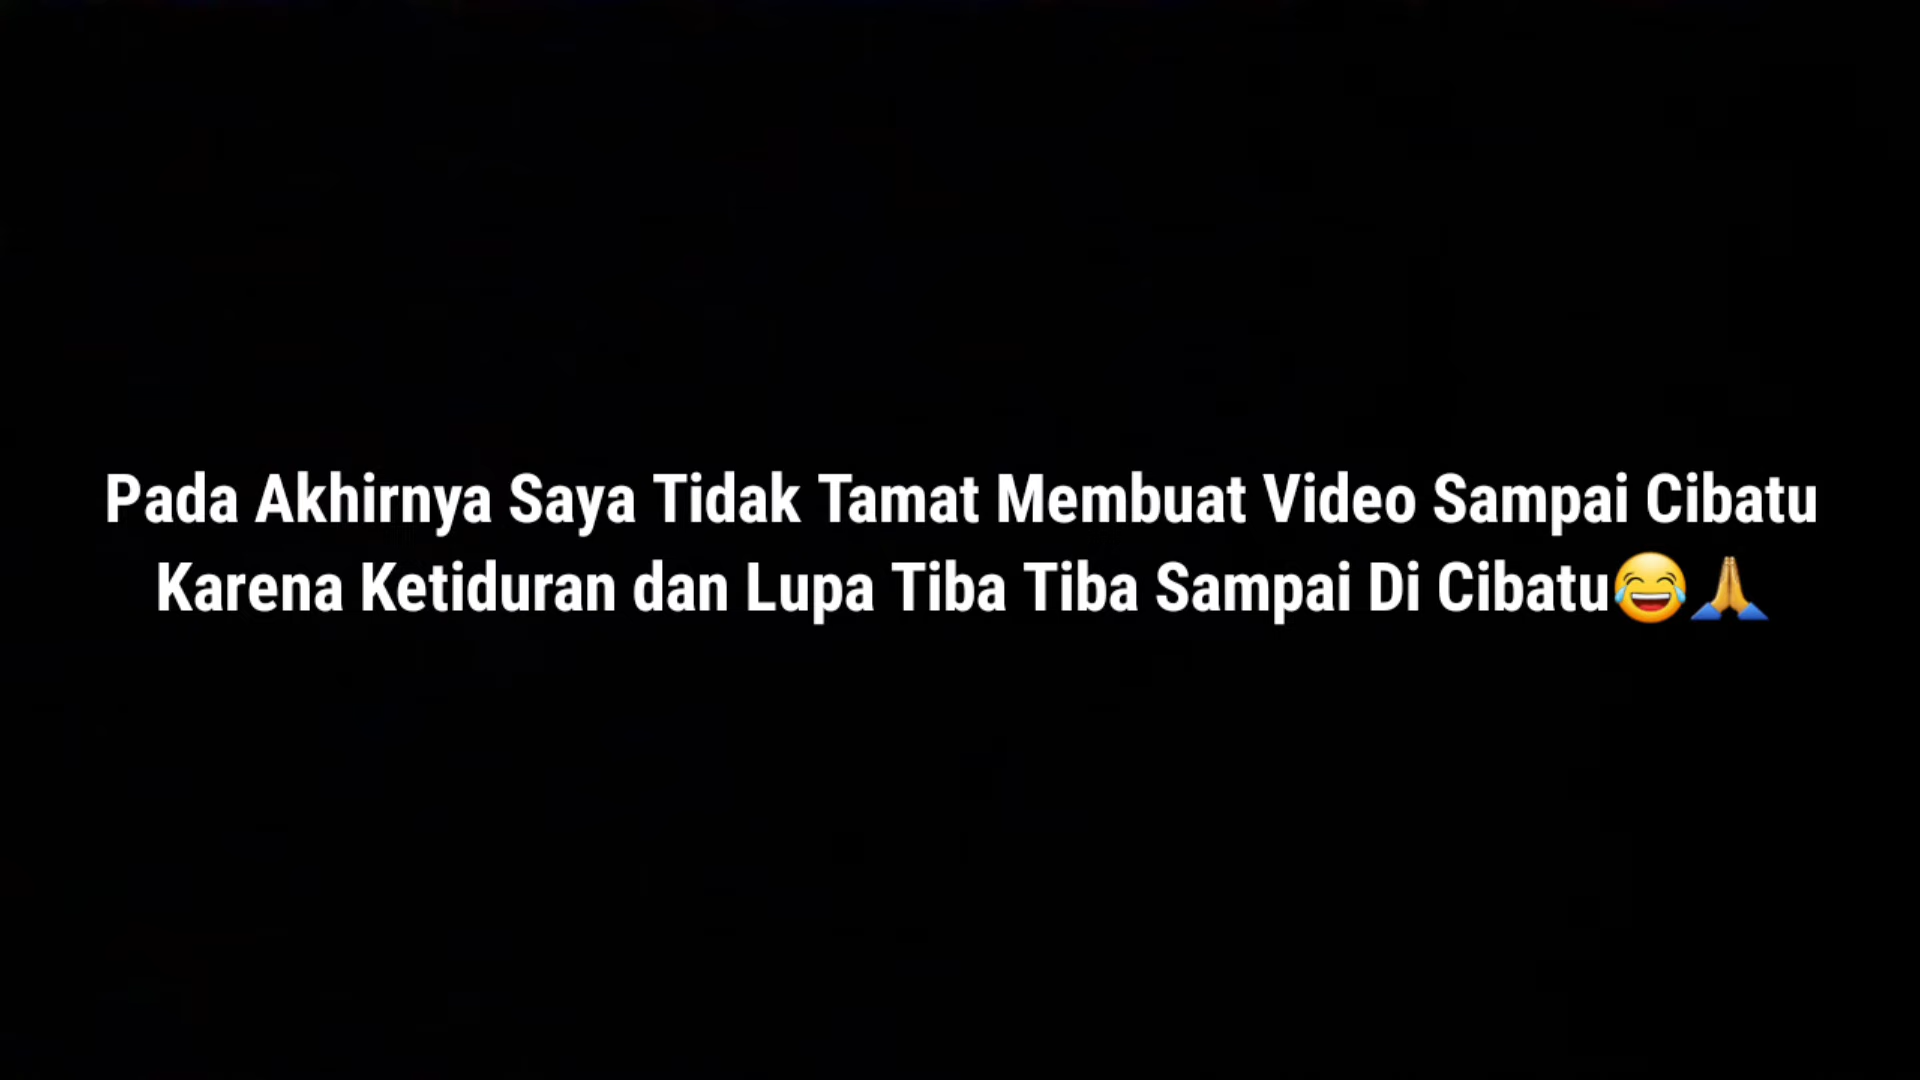 Pada Akhirnya Saya Tidak Tamat Membuat Video Sampai Cibatu
Karena Ketiduran dan Lupa Tiba Tiba Sampai Di Cibatu😂🙏